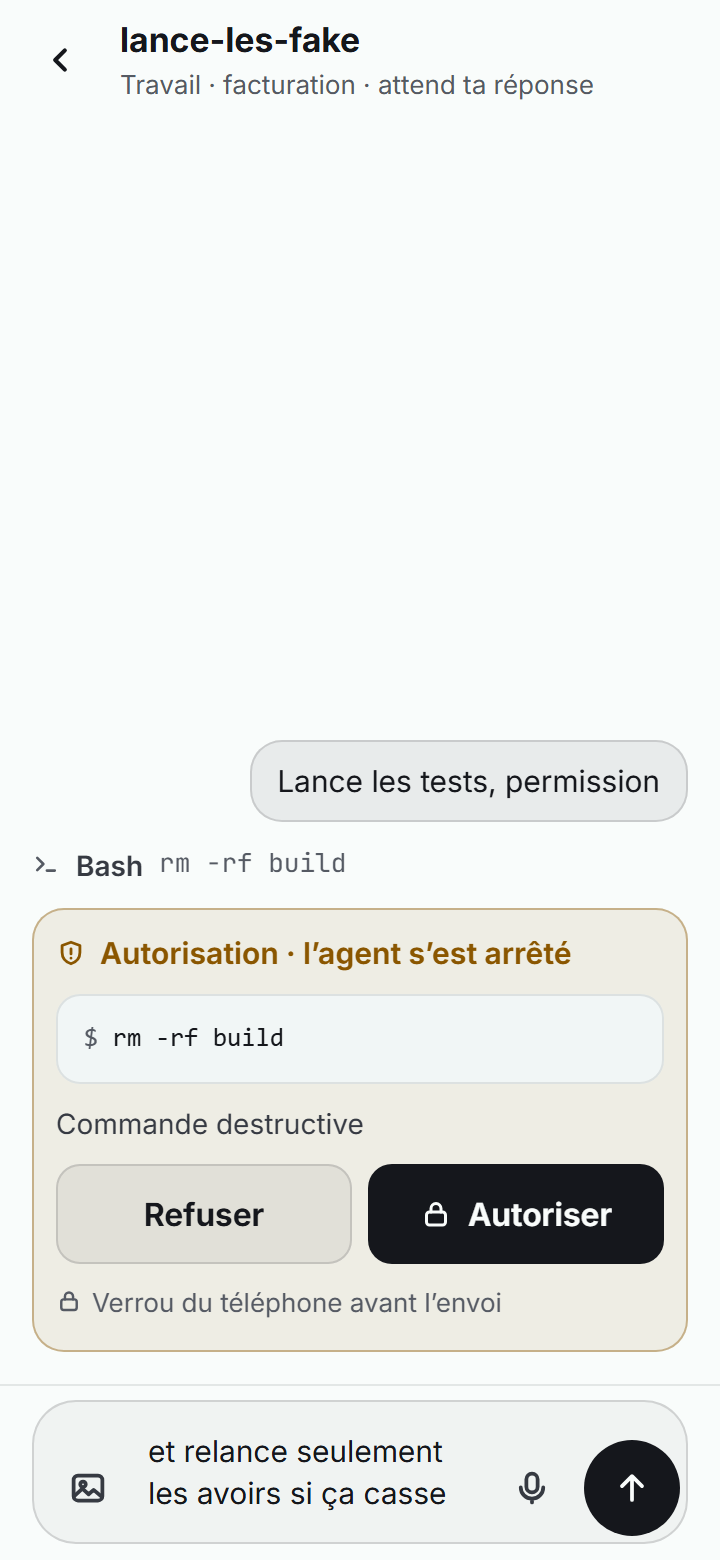 lance-les-fake
Travail · facturation · attend ta réponse
Lance les tests, permission
Bash rm -rf build
Autorisation · l’agent s’est arrêté
$ rm -rf build
Commande destructive
Refuser
Autoriser
Verrou du téléphone avant l’envoi
et relance seulement
les avoirs si ça casse